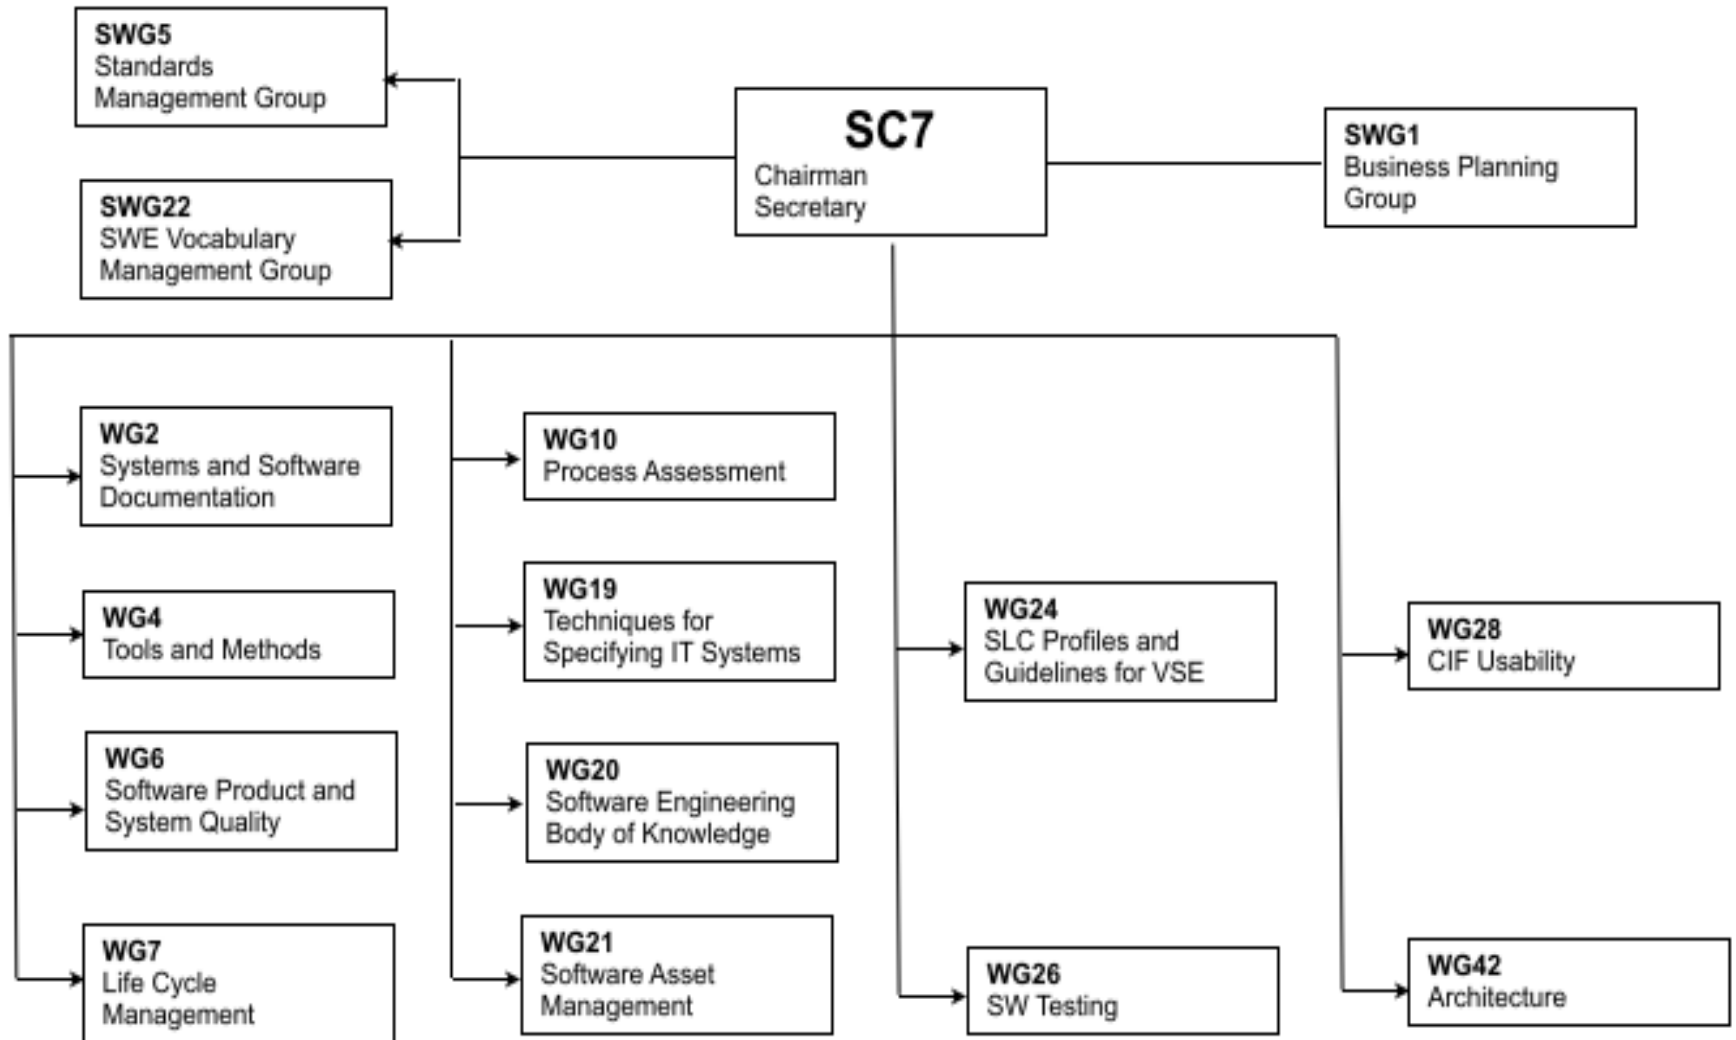 SWG5
Standards
Management Group
SC7
Chairman
Secretary
SWG1
Business Planning
Group
SWG22
SWE Vocabulary
Management Group
WG2
Systems and Software
Documentation
WG4
Tools and Methods
WG6
Software Product and
System Quality
WG7
Life Cycle
Management
WG10
Process Assessment
WG19
Techniques for
Specifying IT Systems
WG20
Software Engineering
Body of Knowledge
WG21
Software Asset
Management
WG24
SLC Profiles and
Guidelines for VSE
WG26
SW Testing
WG28
CIF Usability
WG42
Architecture